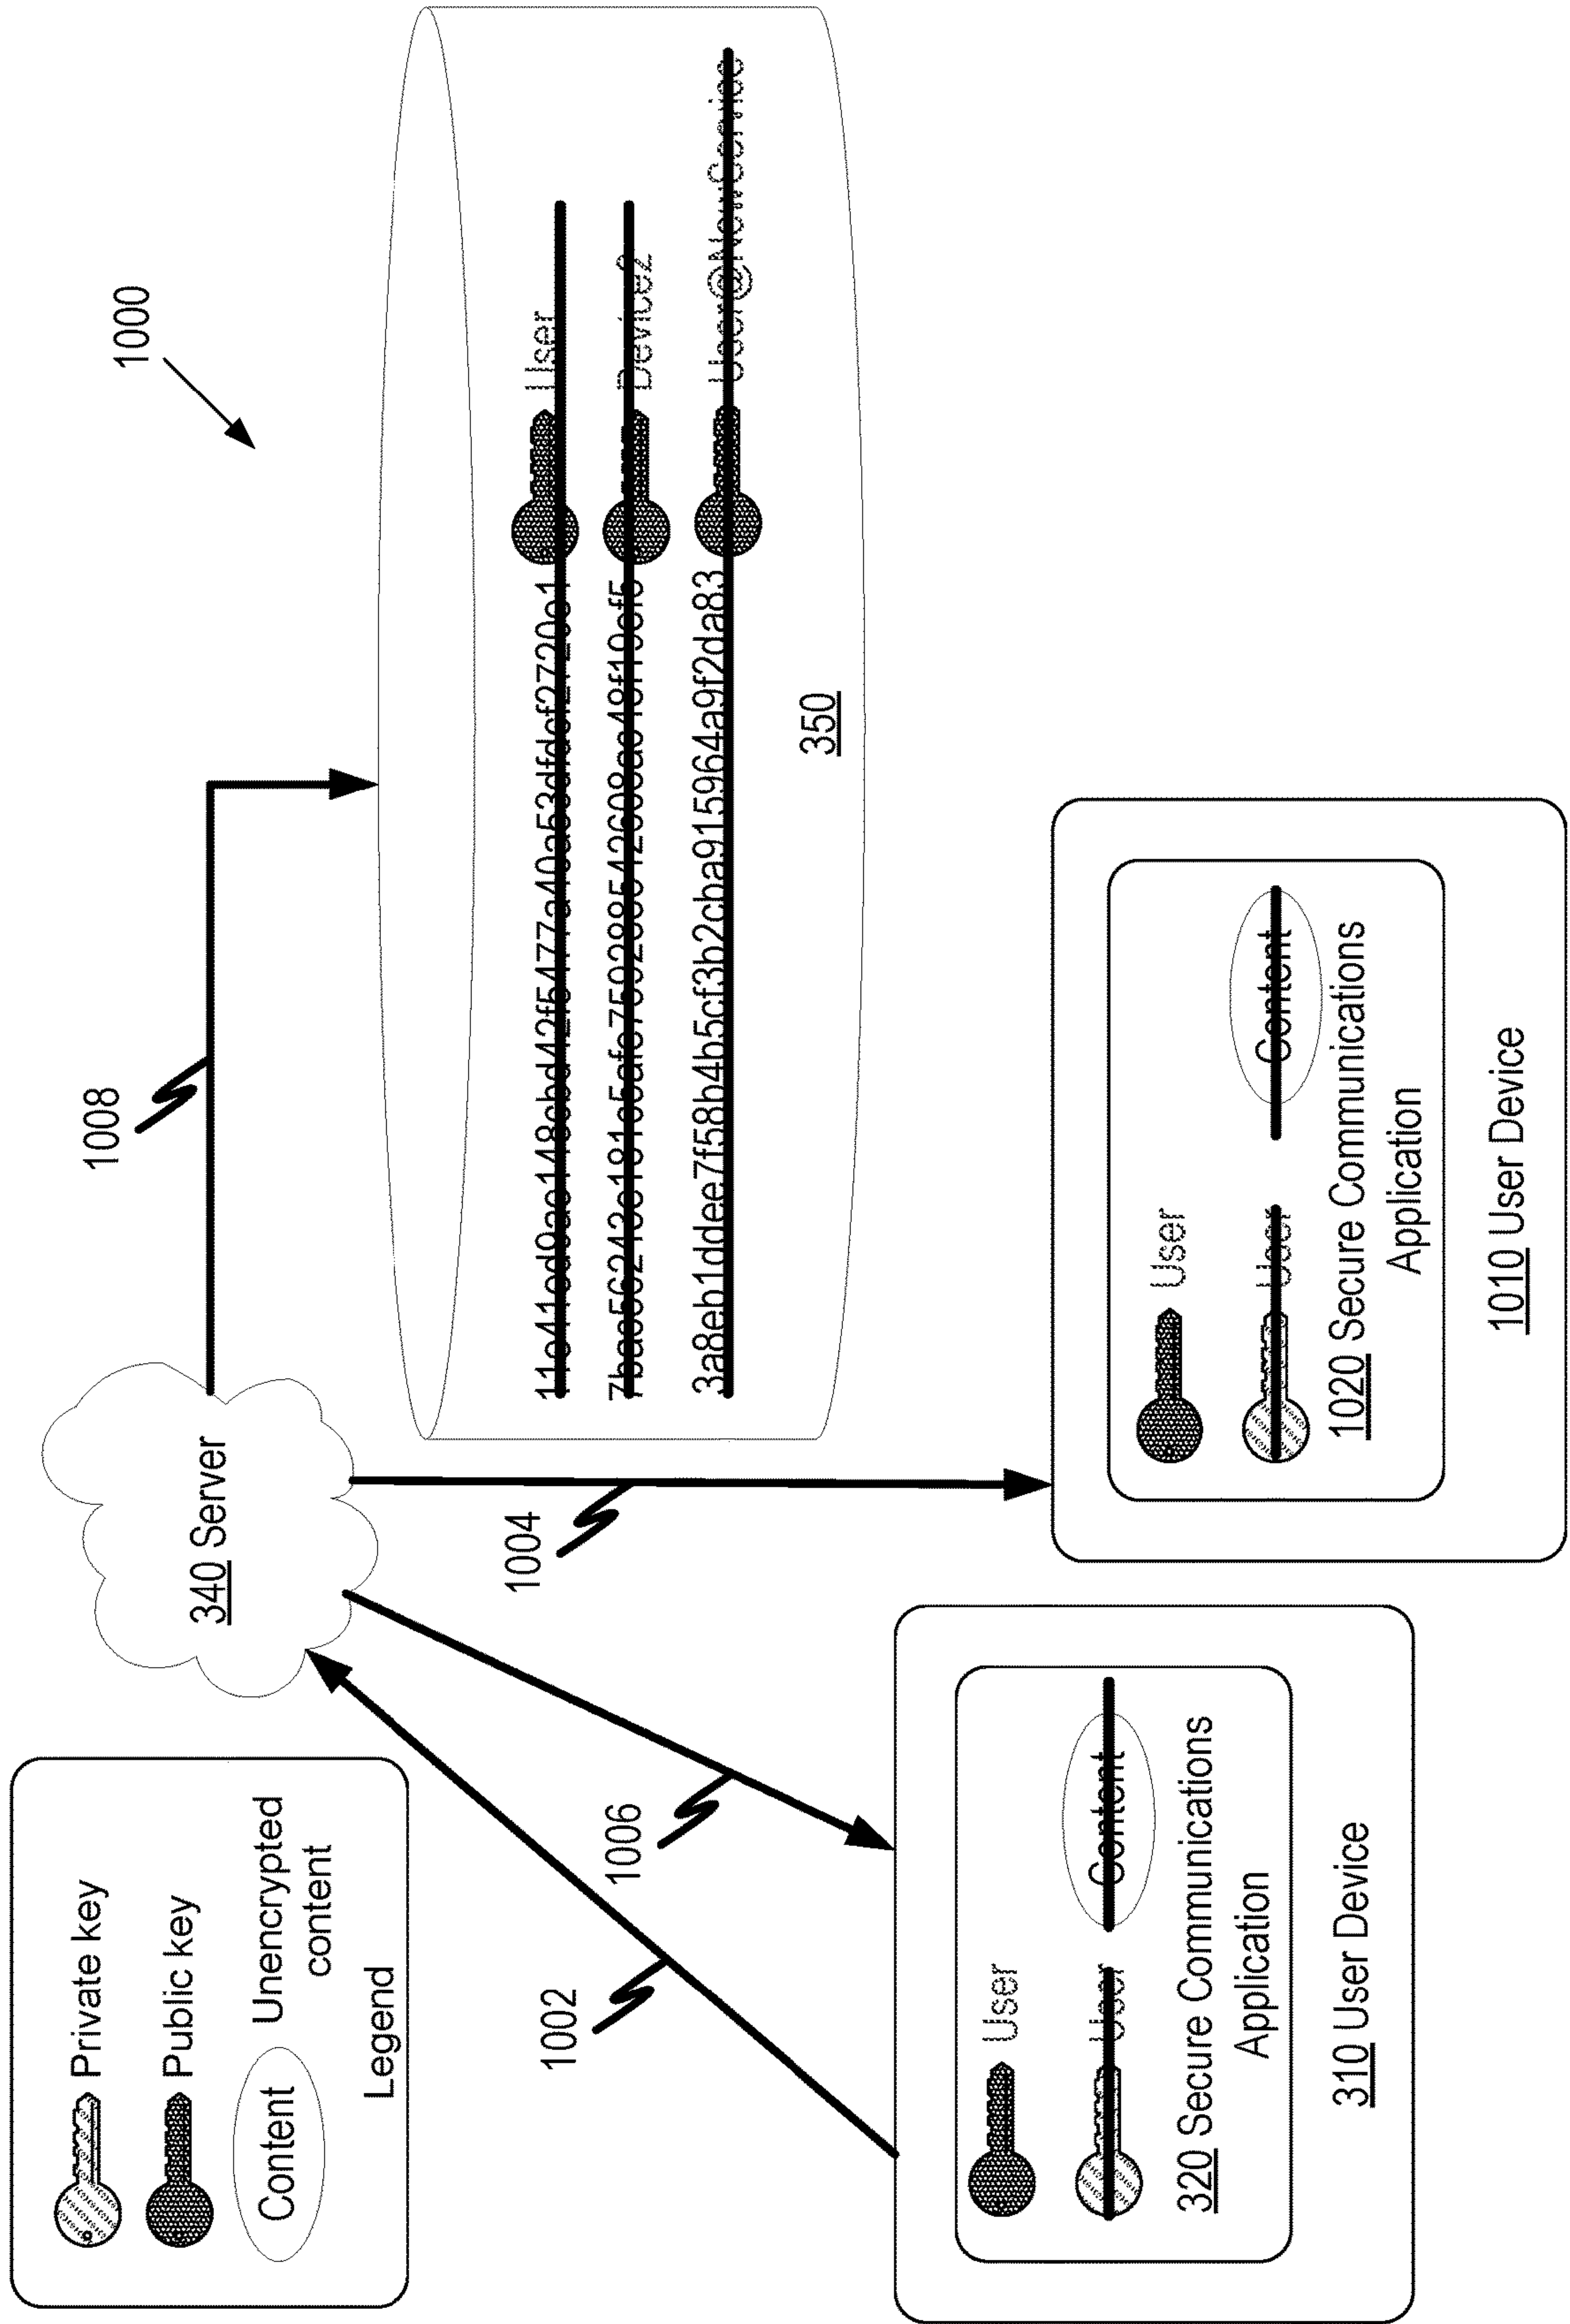 Private key
Public key
Content
Unencrypted
content
Legend
340 Server
1000
1008
1002
1006
1004
User
Device2
3a8eb1ddee7f58b4b5cf3b2cba915964a9f2da83 User@NewService
350
User
User
Content
320 Secure Communications
Application
310 User Device
User
User
Content
1020 Secure Communications
Application
1010 User Device